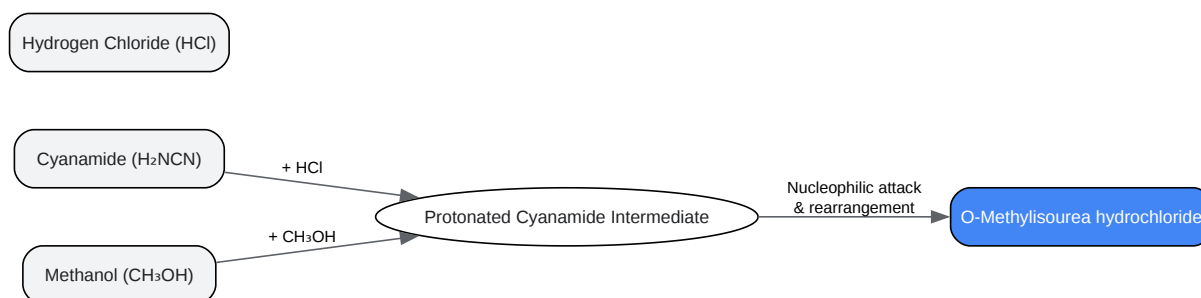 Hydrogen Chloride (HCl)
Cyanamide (H₂NCN)
+ HCl
Nucleophilic attack
& rearrangement
Protonated Cyanamide Intermediate
O-Methylisourea hydrochloride
+ CH₃OH
Methanol (CH₃OH)